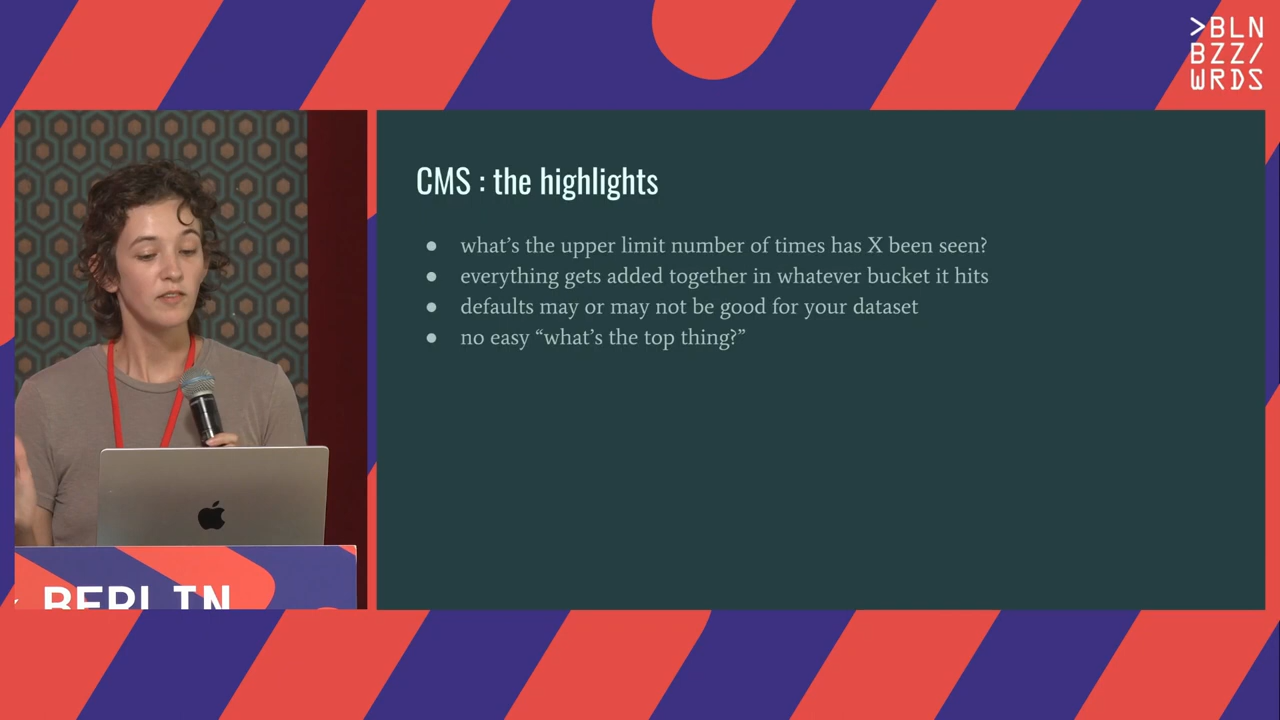 >BLN
BZZ/
WRDS
CMS : the highlights
● what’s the upper limit number of times has X been seen?
● everything gets added together in whatever bucket it hits
● defaults may or may not be good for your dataset
● no easy “what’s the top thing?”
BERLIN